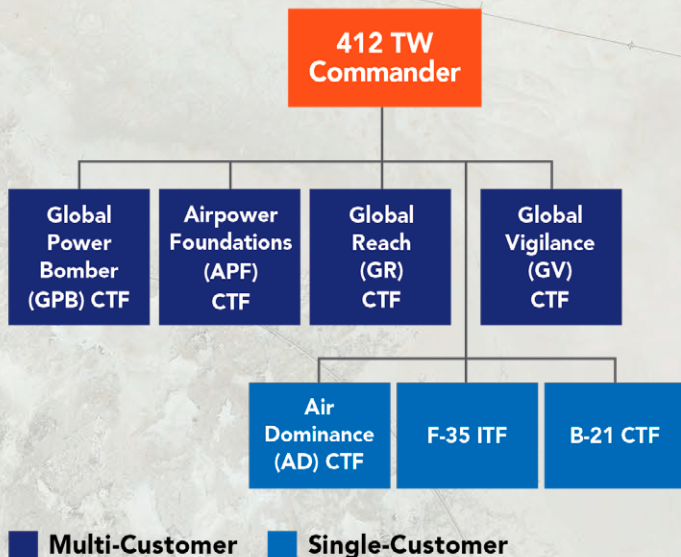 412 TW
Commander
Global
Power
Bomber
(GPB) CTF
Airpower
Foundations
(APF)
CTF
Global
Reach
(GR)
CTF
Global
Vigilance
(GV)
CTF
Air
Dominance
(AD) CTF
F-35 ITF
B-21 CTF
Multi-Customer
Single-Customer